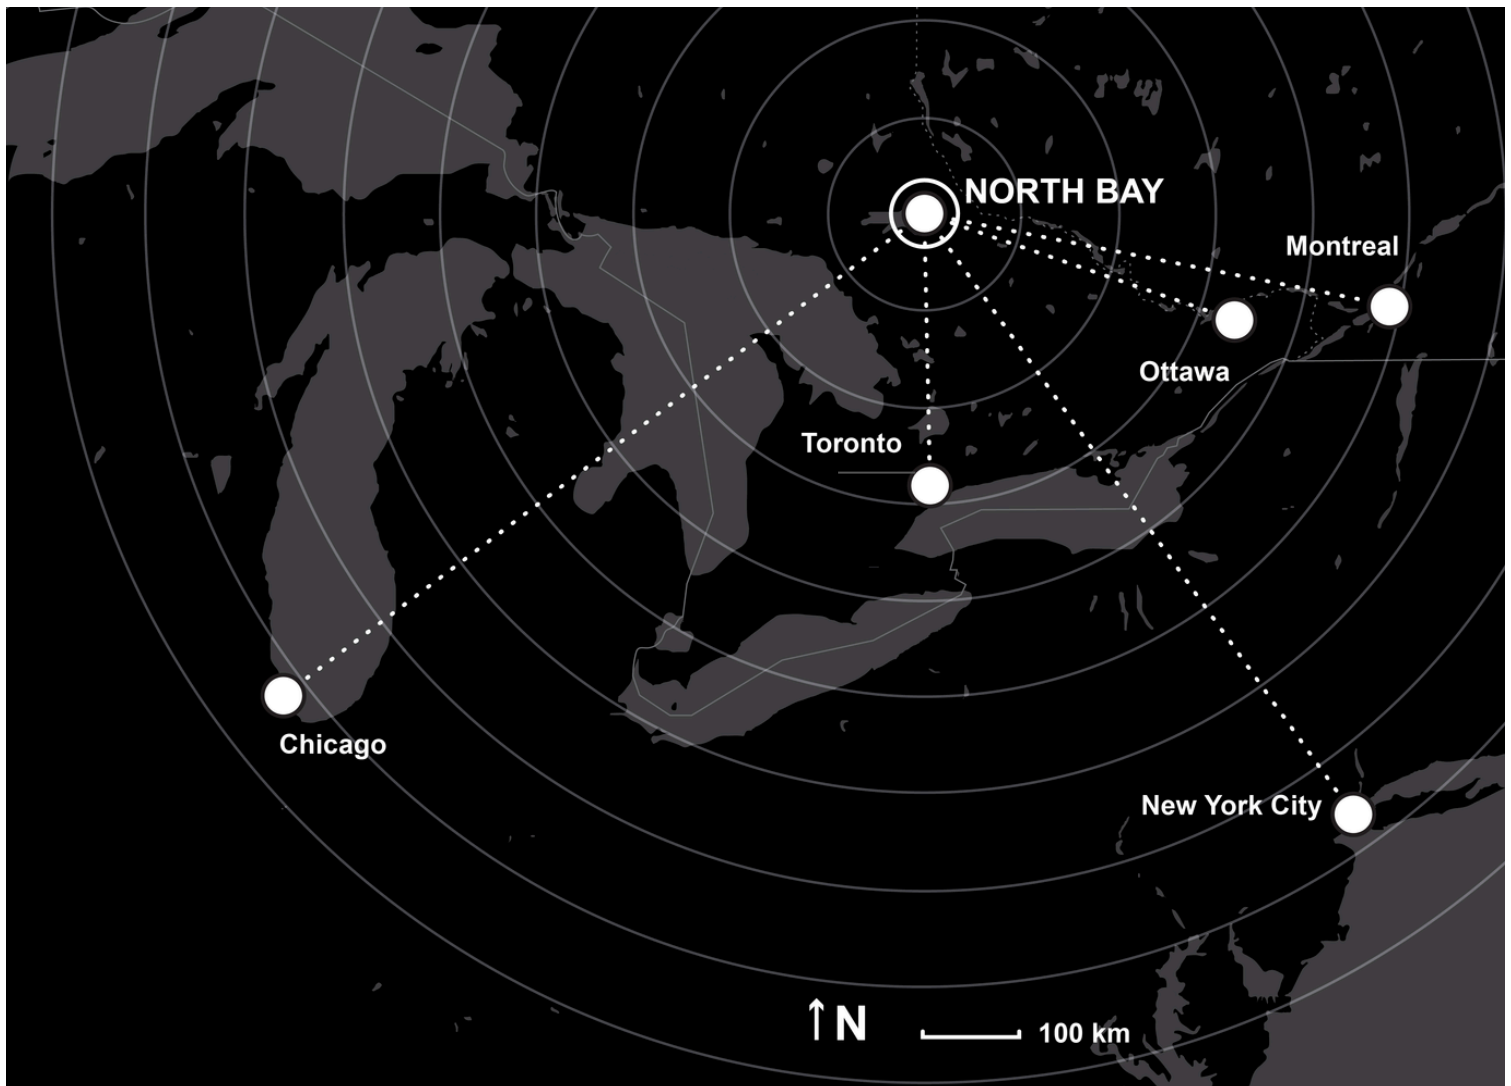 NORTH BAY
Montreal
Ottawa
Toronto
Chicago
New York City
↑N
100 km